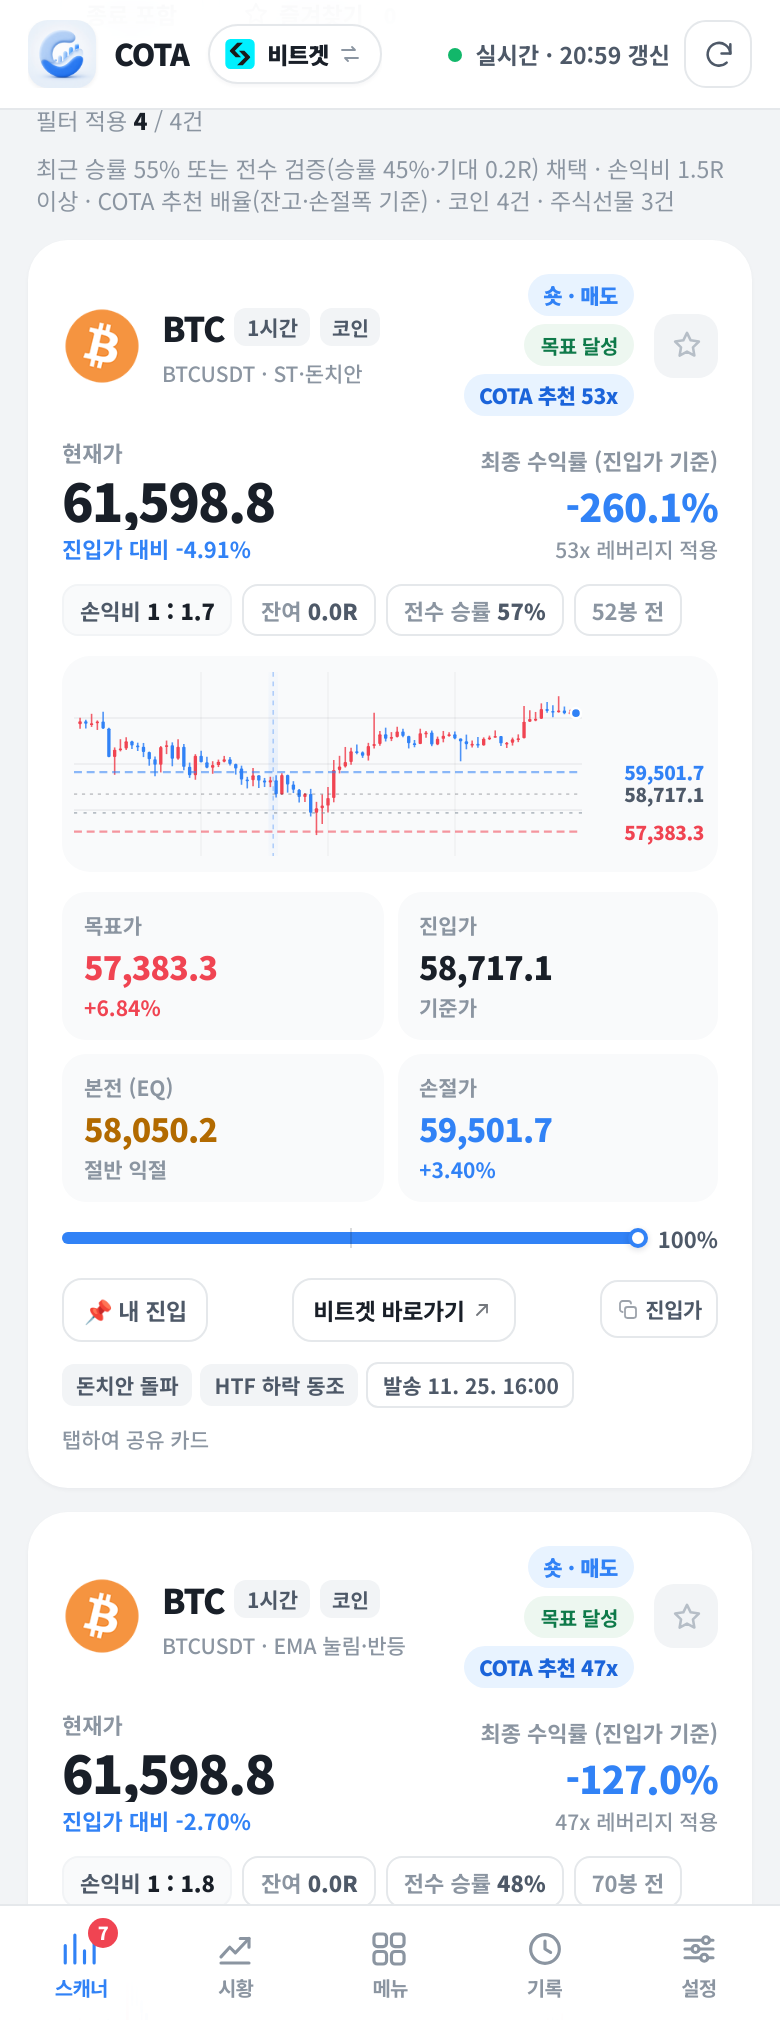 COTA
비트겟
실시간 · 20:59 갱신
필터 적용 4 / 4건
최근 승률 55% 또는 전수 검증(승률 45%·기대 0.2R) 채택 · 손익비 1.5R
이상 · COTA 추천 배율(잔고·손절폭 기준) · 코인 4건 · 주식선물 3건
BTC 1시간 코인
BTCUSDT · ST·돈치안
숏 · 매도
목표 달성
COTA 추천 53x
현재가
61,598.8
진입가 대비 -4.91%
최종 수익률 (진입가 기준)
-260.1%
53x 레버리지 적용
손익비 1 : 1.7
잔여 0.0R
전수 승률 57%
52봉 전
59,501.7
58,717.1
57,383.3
목표가
57,383.3
+6.84%
진입가
58,717.1
기준가
본전 (EQ)
58,050.2
절반 익절
손절가
59,501.7
+3.40%
100%
내 진입
비트겟 바로가기
진입가
돈치안 돌파
HTF 하락 동조
발송 11. 25. 16:00
탭하여 공유 카드
BTC 1시간 코인
BTCUSDT · EMA 눌림·반등
숏 · 매도
목표 달성
COTA 추천 47x
현재가
61,598.8
진입가 대비 -2.70%
최종 수익률 (진입가 기준)
-127.0%
47x 레버리지 적용
손익비 1 : 1.8
잔여 0.0R
전수 승률 48%
70봉 전
7
스캐너
시황
메뉴
기록
설정